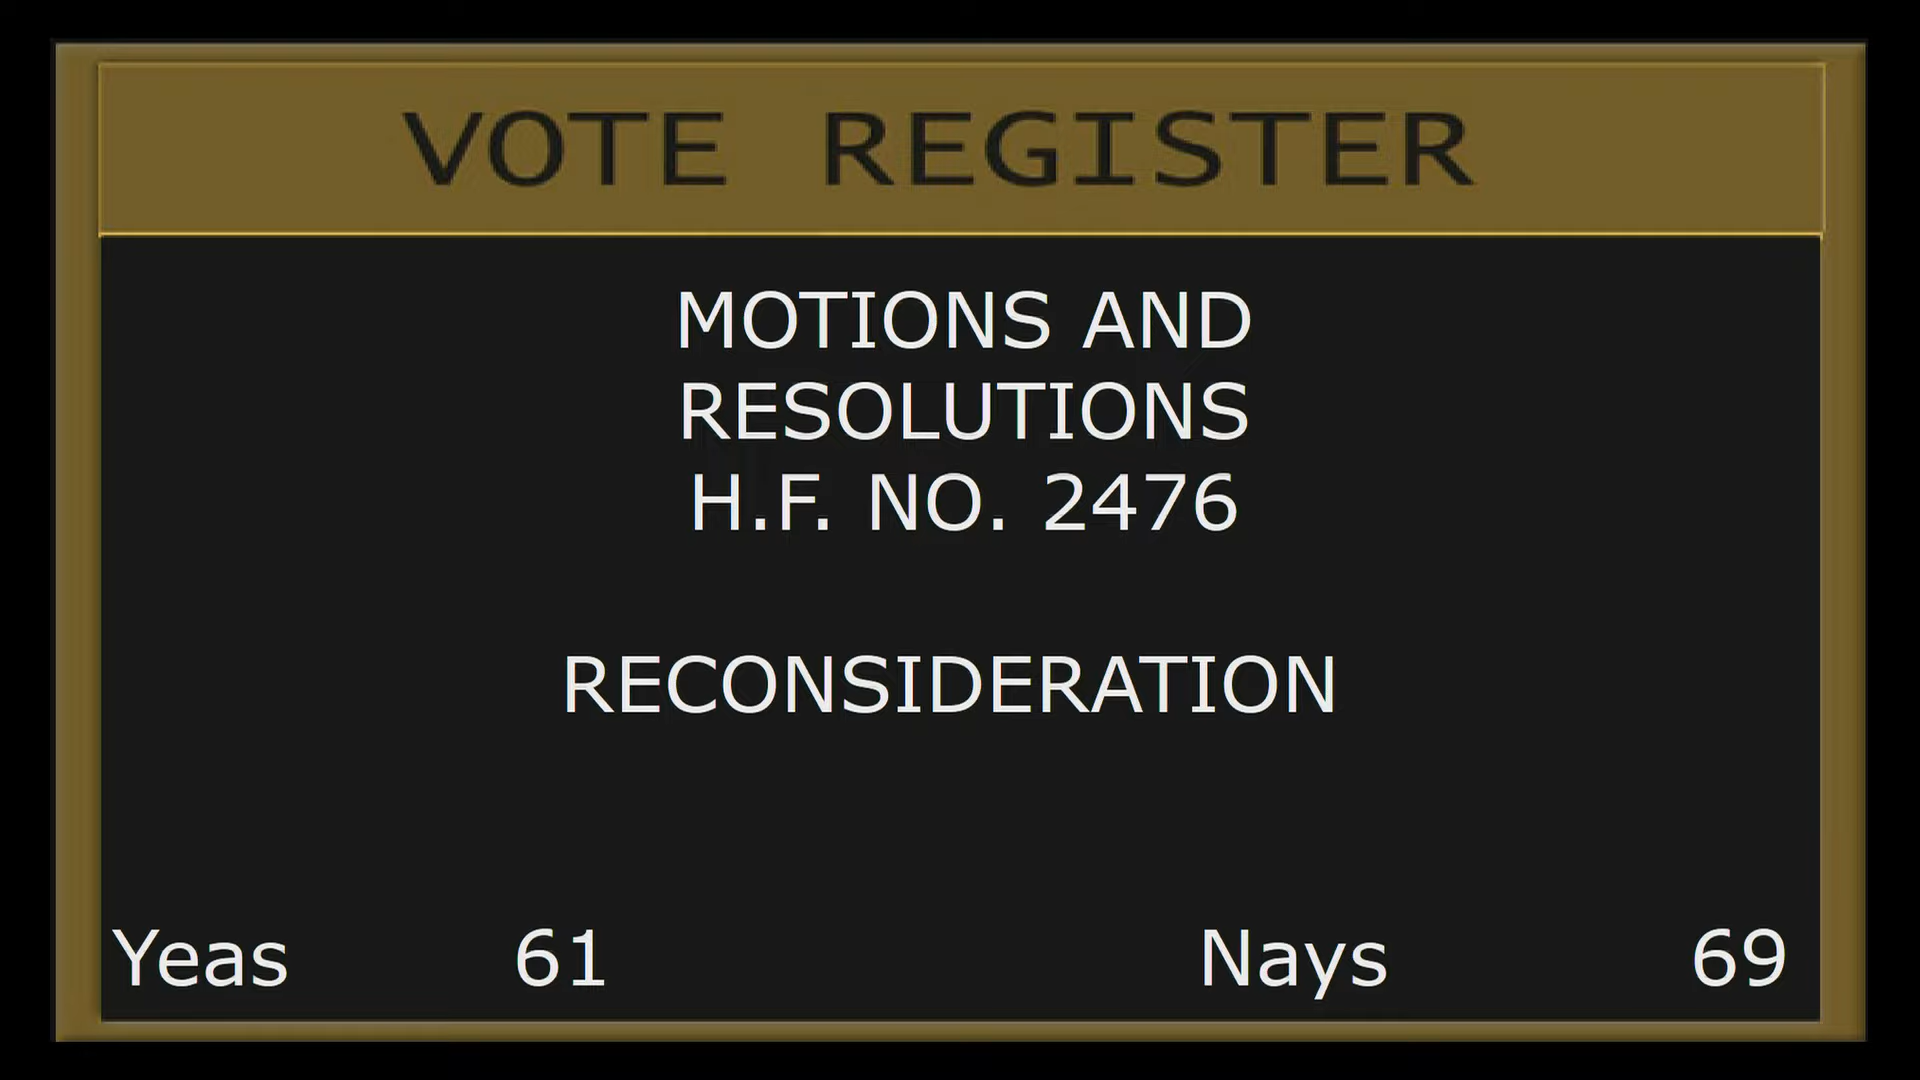 VOTE REGISTER
MOTIONS AND
RESOLUTIONS
H.F. NO. 2476
RECONSIDERATION
Yeas 61 Nays 69